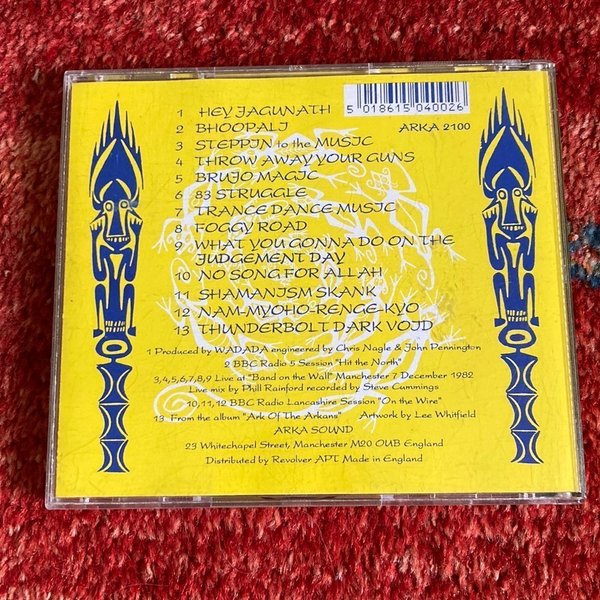 1 HEY JAGUNATH
2 BHOOPALI
3 STEPPIN to the MUSIC
4 THROW AWAY YOUR GUNS
5 BRUJO MAGIC
6 83 STRUGGLE
7 TRANCE DANCE MUSIC
8 FOGGY ROAD
9 WHAT YOU GONNA DO ON THE
JUDGEMENT DAY
10 NO SONG FOR ALLAH
11 SHAMANISM SKANK
12 NAM-MYOHO-RENGE-KYO
13 THUNDERBOLT DARK VOID
5 018615 040026
ARKA 2100
1 Produced by WADADA engineered by Chris Nagle & John Pennington
2 BBC Radio 5 Session "Hit the North"
3,4,5,6,7,8,9 Live at "Band on the Wall" Manchester 7 December 1982
Live mix by Phill Rainford recorded by Steve Cummings
10,11,12 BBC Radio Lancashire Session "On the Wire"
13 From the album "Ark Of The Arkans" Artwork by Lee Whitfield
ARKA SOUND
23 Whitechapel Street, Manchester M20 OUB England
Distributed by Revolver APT Made in England